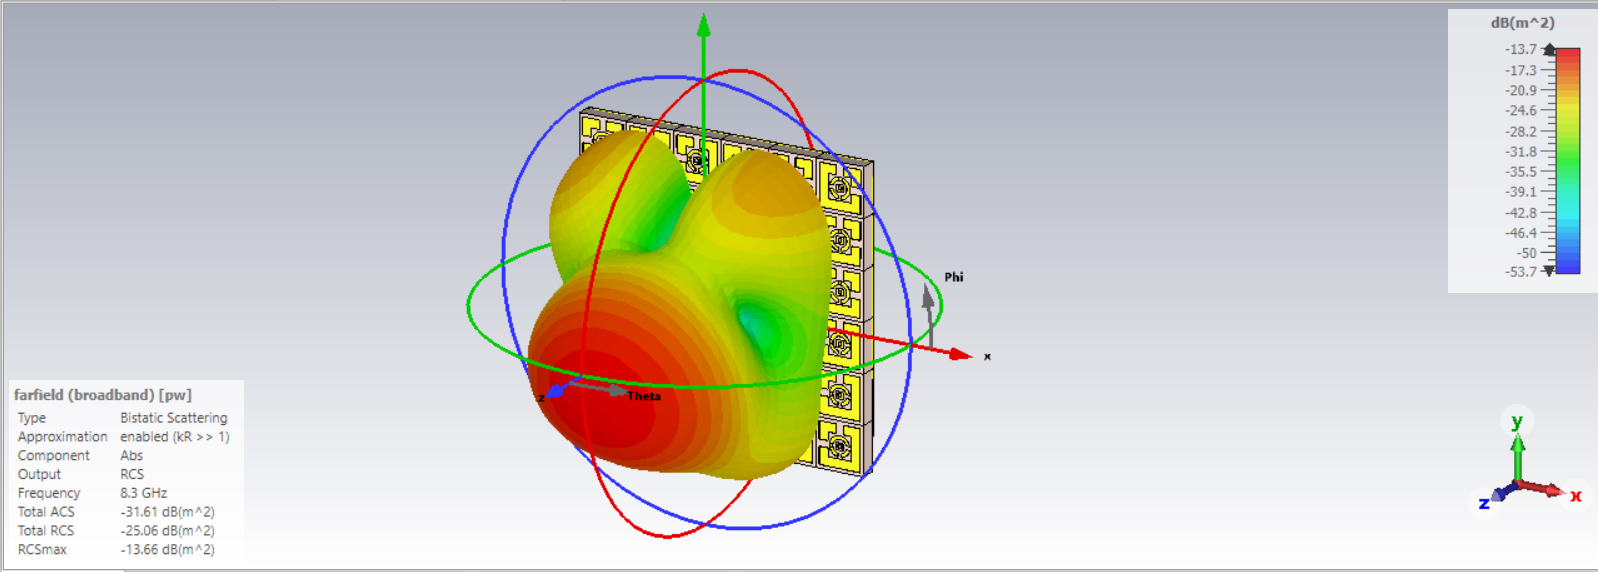 dB(m^2)
-13.7
-17.3
-20.9
-24.6
-28.2
-31.8
-35.5
-39.1
-42.8
-46.4
-50
-53.7
Phi
x
z
Theta
farfield (broadband) [pw]
Type Bistatic Scattering
Approximation enabled (kR >> 1)
Component Abs
Output RCS
Frequency 8.3 GHz
Total ACS -31.61 dB(m^2)
Total RCS -25.06 dB(m^2)
RCSmax -13.66 dB(m^2)
y
x
z